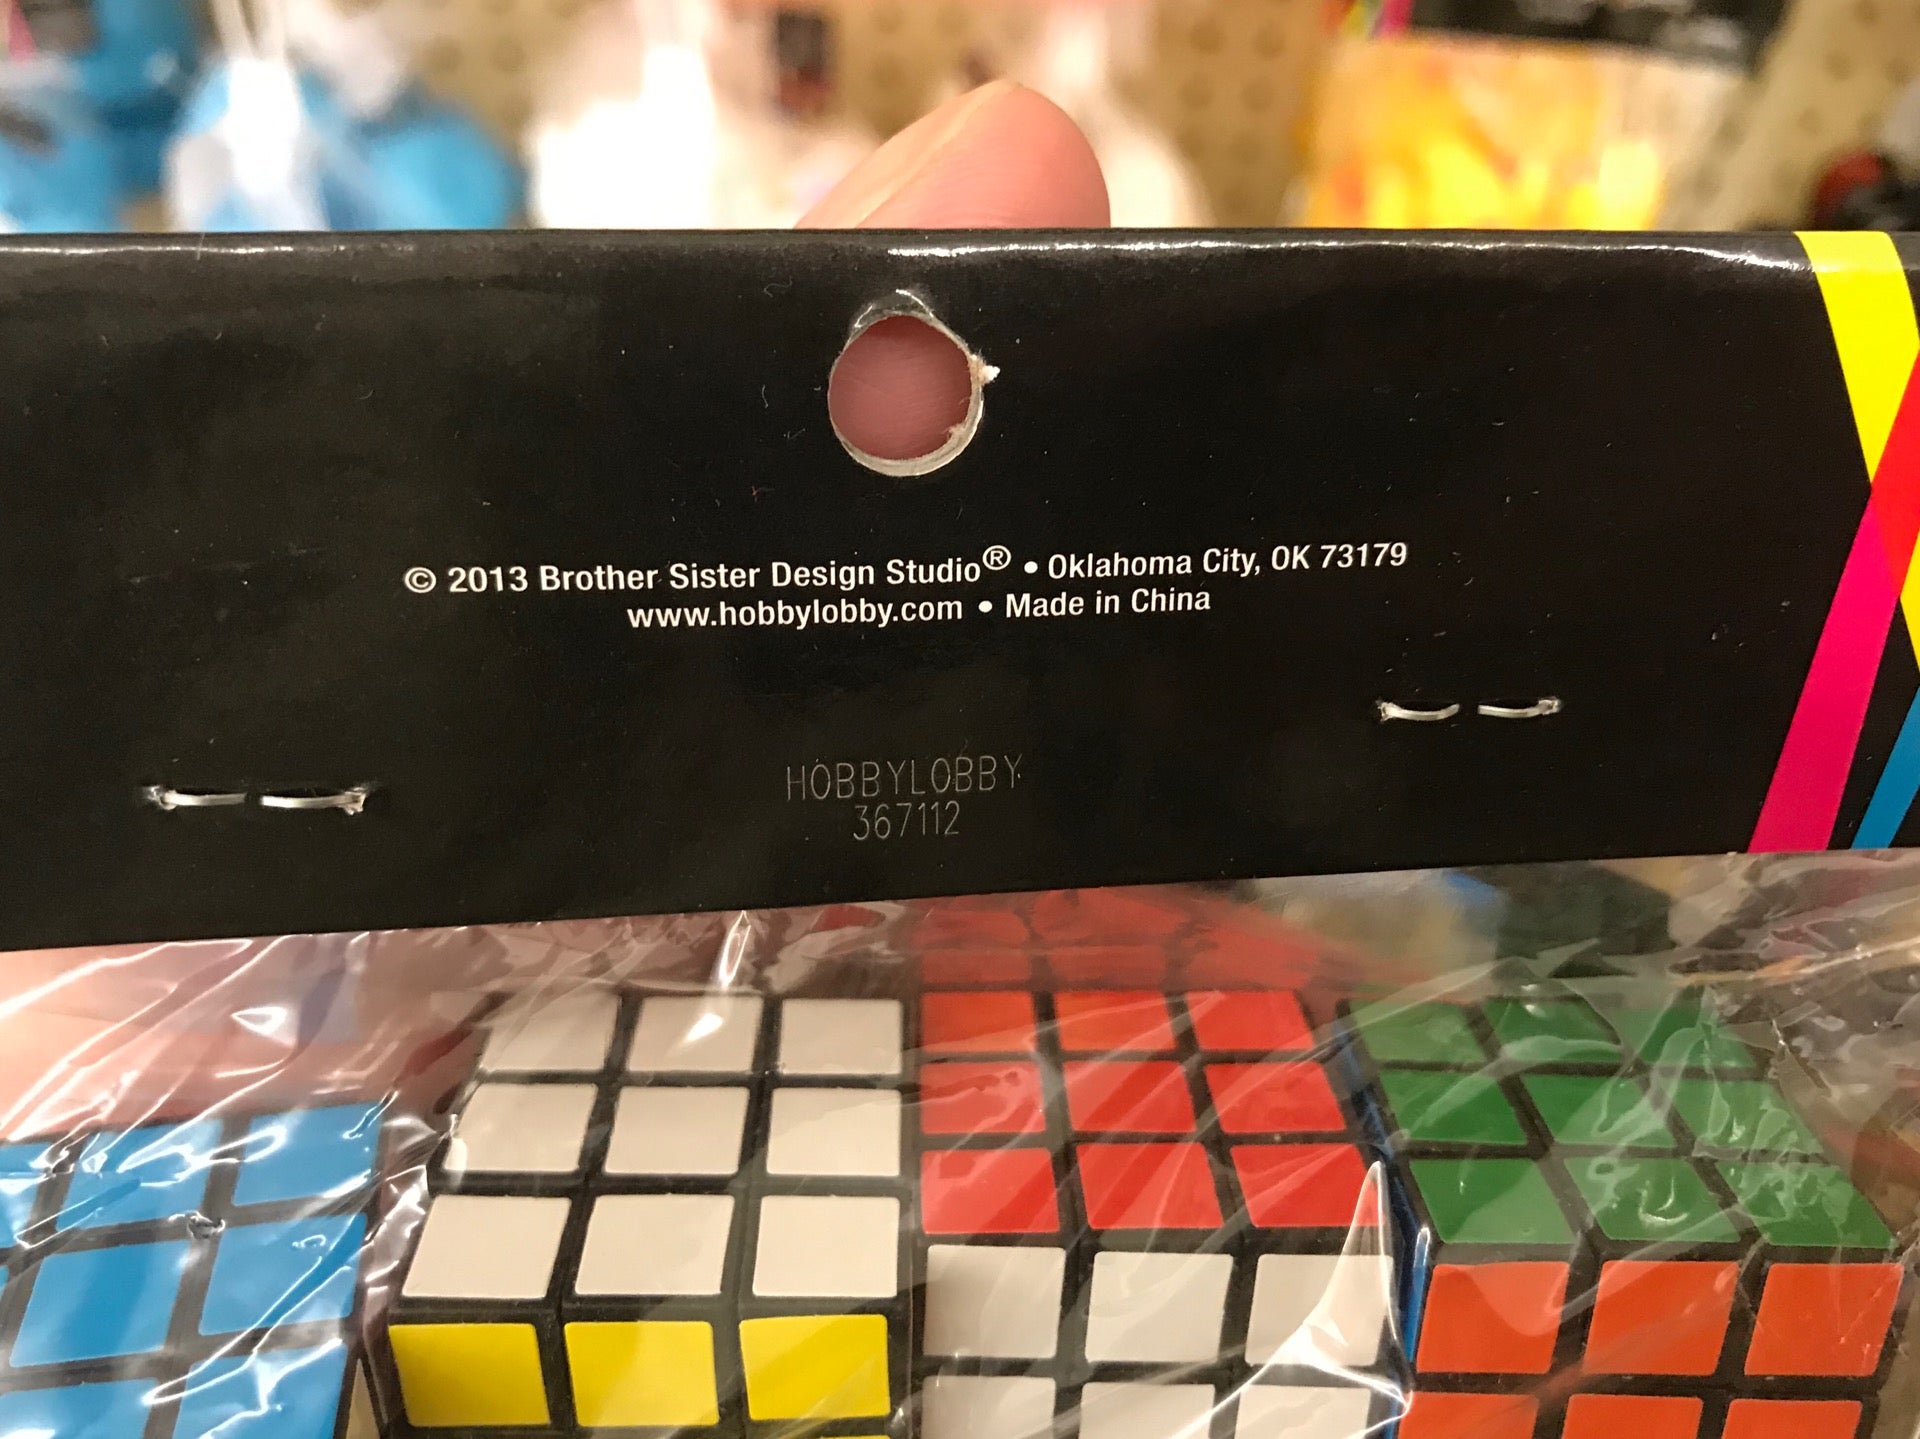 © 2013 Brother Sister Design Studio® • Oklahoma City, OK 73179
www.hobbylobby.com • Made in China
HOBBYLOBBY
367112